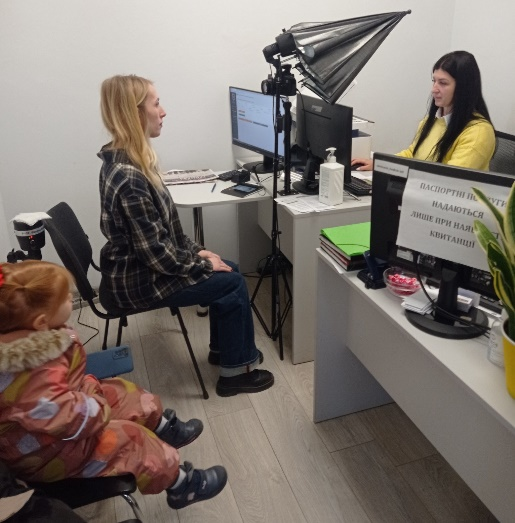 ПАСПОРТНІ ПОСЛУГИ
НАДАЮТЬСЯ
ЛИШЕ ПРИ НАЯВНОСТІ
КВИТАНЦІЇ